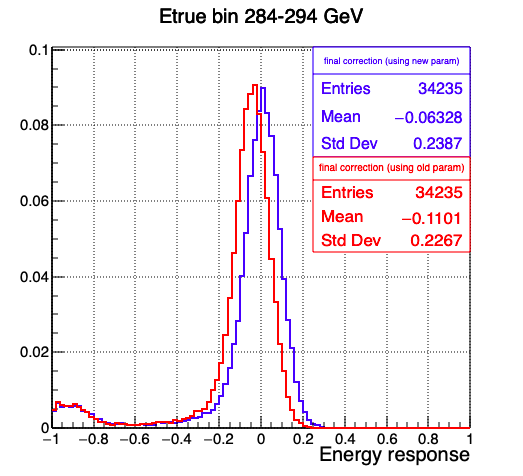 Etrue bin 284-294 GeV
0.1
0.08
0.06
0.04
0.02
0
final correction (using new param)
Entries 34235
Mean −0.06328
Std Dev 0.2387
final correction (using old param)
Entries 34235
Mean −0.1101
Std Dev 0.2267
−1 −0.8 −0.6 −0.4 −0.2 0 0.2 0.4 0.6 0.8 1
Energy response